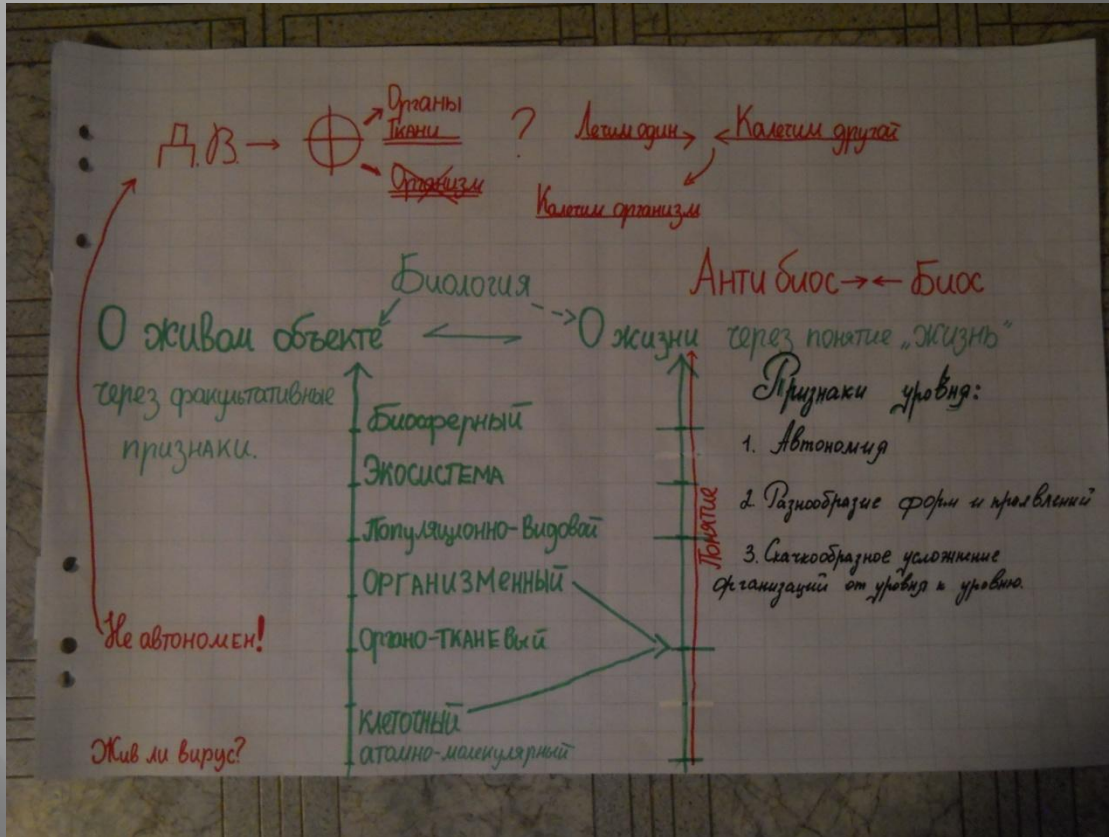 Органы
Ткани
Д.В. → ? Лечим один → ← Калечим другой
Организм
Калечим организм
Биология
Анти биос →← Биос
О живом объекте О жизни через понятие „жизнь"
через факультативные
признаки.
Признаки уровня:
Биосферный
1. Автономия
Экосистема
2. Разнообразие форм и проявлений
Популяционно-Видовой
Понятие
3. Скачкообразное усложнение
организаций от уровня к уровню.
ОРГАНИЗМЕННЫЙ
Не автономен!
Органо-ТКАНЕВЫЙ
Клеточный
атомно-молекулярный
Жив ли вирус?